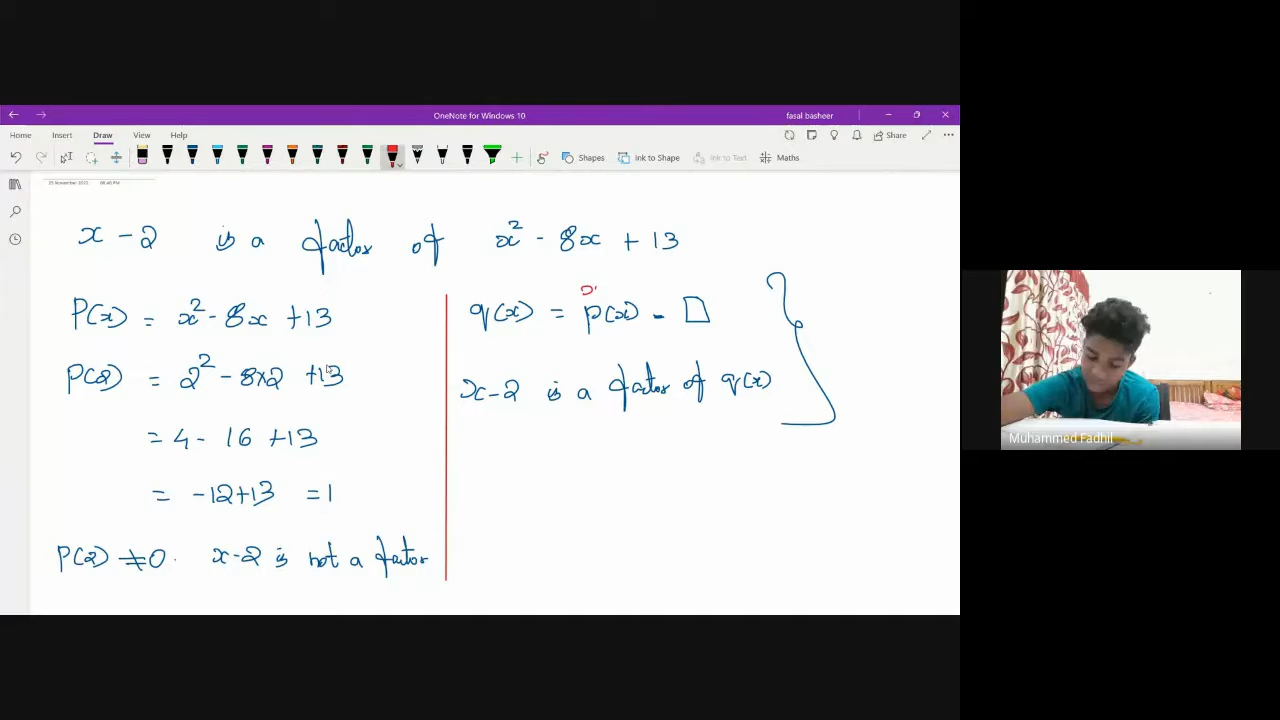 OneNote for Windows 10
fasal basheer
Home Insert Draw View Help
Share
Shapes Ink to Shape Ink to Text Maths
x - 2 is a factor of x² - 8x + 13
P(x) = x² - 8x + 13
P(2) = 2² - 8×2 + 13
= 4 - 16 + 13
= -12+13 = 1
P(2) ≠ 0. x-2 is not a factor
q(x) = p(x) - □
x-2 is a factor of q(x)
Muhammed Fadhil